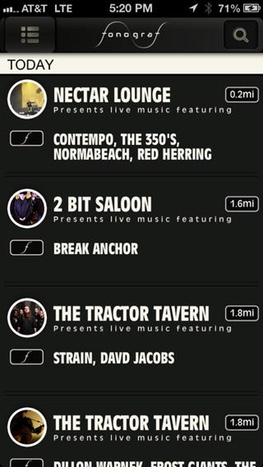 AT&T LTE 5:20 PM 71%
fonograf
TODAY
NECTAR LOUNGE 0.2mi
Presents live music featuring
CONTEMPO, THE 350'S,
NORMABEACH, RED HERRING
2 BIT SALOON 1.6mi
Presents live music featuring
BREAK ANCHOR
THE TRACTOR TAVERN 1.8mi
Presents live music featuring
STRAIN, DAVD JACOBS
THE TRACTOR TAVERN 1.8mi
Presents live music featuring
DILLON WARNEK, FROST GIANTS, THE